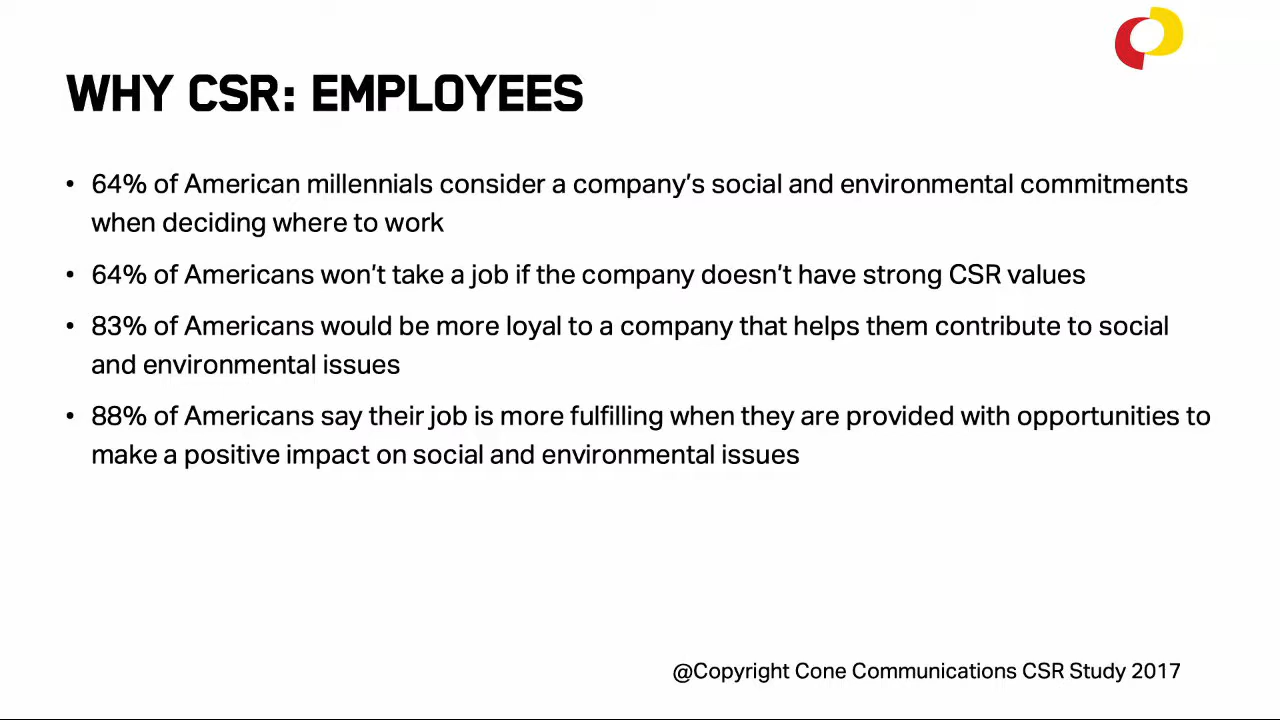 WHY CSR: EMPLOYEES
• 64% of American millennials consider a company's social and environmental commitments
when deciding where to work
• 64% of Americans won't take a job if the company doesn't have strong CSR values
• 83% of Americans would be more loyal to a company that helps them contribute to social
and environmental issues
• 88% of Americans say their job is more fulfilling when they are provided with opportunities to
make a positive impact on social and environmental issues
@Copyright Cone Communications CSR Study 2017